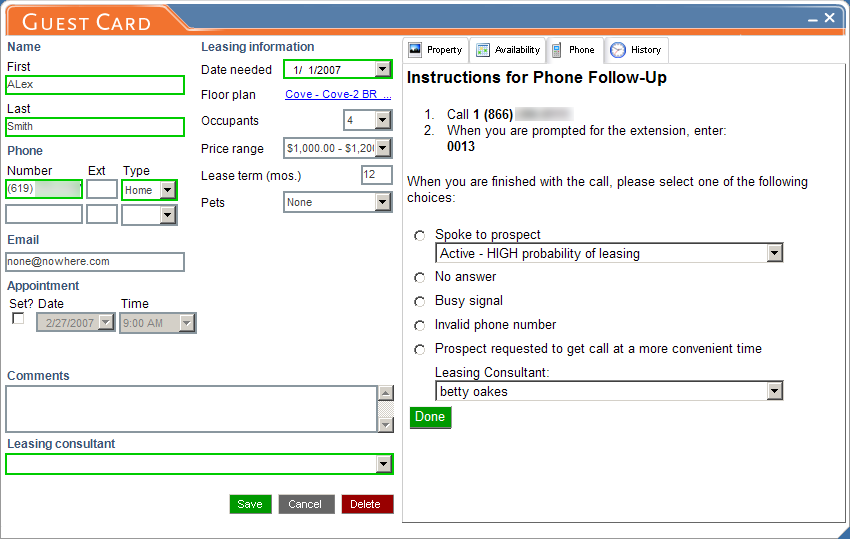 GUEST CARD
Name
First
ALex
Last
Smith
Phone
Number Ext Type
(619)
Home
Email
none@nowhere.com
Appointment
Set? Date Time
2/27/2007 9:00 AM
Comments
Leasing consultant
Leasing information
Date needed 1/ 1/2007
Floor plan Cove - Cove-2 BR ...
Occupants 4
Price range $1,000.00 - $1,20
Lease term (mos.) 12
Pets None
Save Cancel Delete
Property Availability Phone History
Instructions for Phone Follow-Up
1. Call 1 (866)
2. When you are prompted for the extension, enter:
0013
When you are finished with the call, please select one of the following
choices:
Spoke to prospect
Active - HIGH probability of leasing
No answer
Busy signal
Invalid phone number
Prospect requested to get call at a more convenient time
Leasing Consultant:
betty oakes
Done